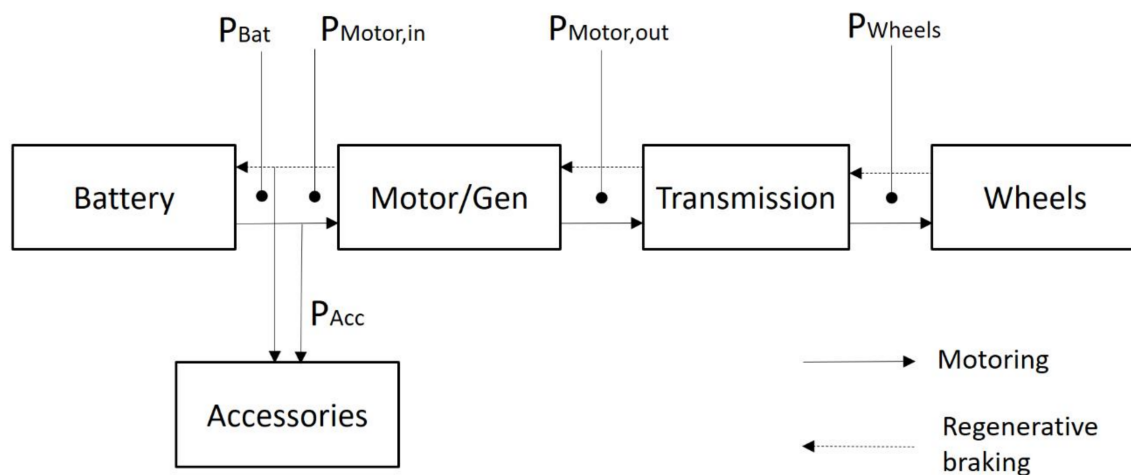 PBat
PMotor,in
PMotor,out
PWheels
Battery
Motor/Gen
Transmission
Wheels
PAcc
Accessories
Motoring
Regenerative
braking